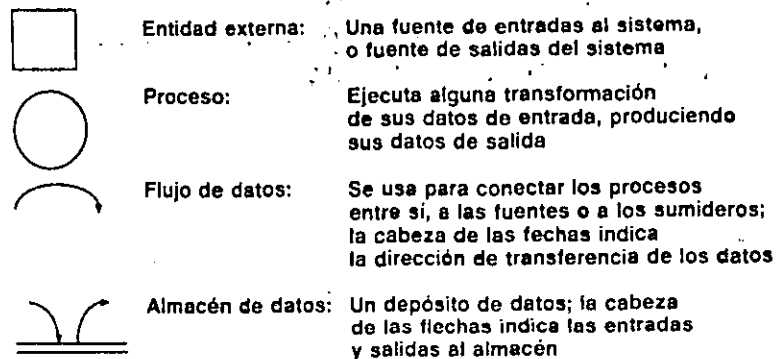 Entidad externa: Una fuente de entradas al sistema,
o fuente de salidas del sistema
Proceso: Ejecuta alguna transformación
de sus datos de entrada, produciendo
sus datos de salida
Flujo de datos: Se usa para conectar los procesos
entre sí, a las fuentes o a los sumideros;
la cabeza de las fechas indica
la dirección de transferencia de los datos
Almacén de datos: Un depósito de datos; la cabeza
de las flechas indica las entradas
y salidas al almacén